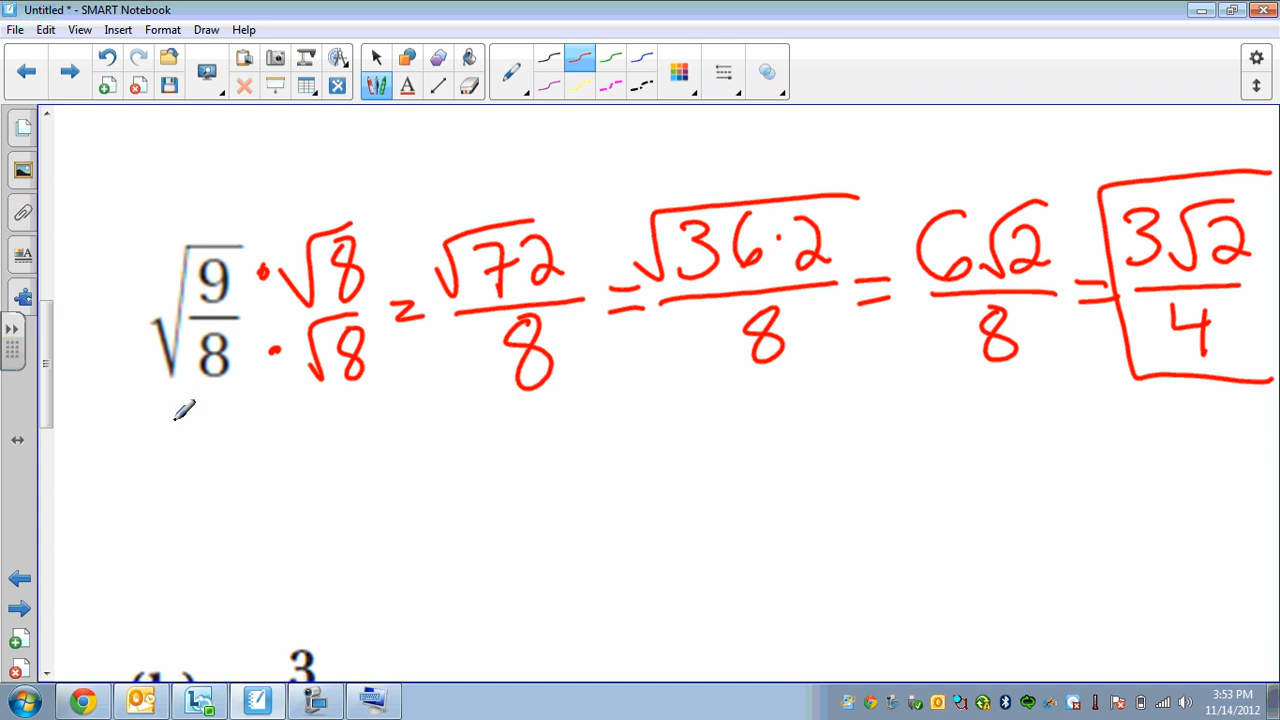 Untitled * - SMART Notebook
File Edit View Insert Format Draw Help
√(9/8) · √8/√8 = √72/8 = √(36·2)/8 = 6√2/8 = 3√2/4
3
3:53 PM
11/14/2012